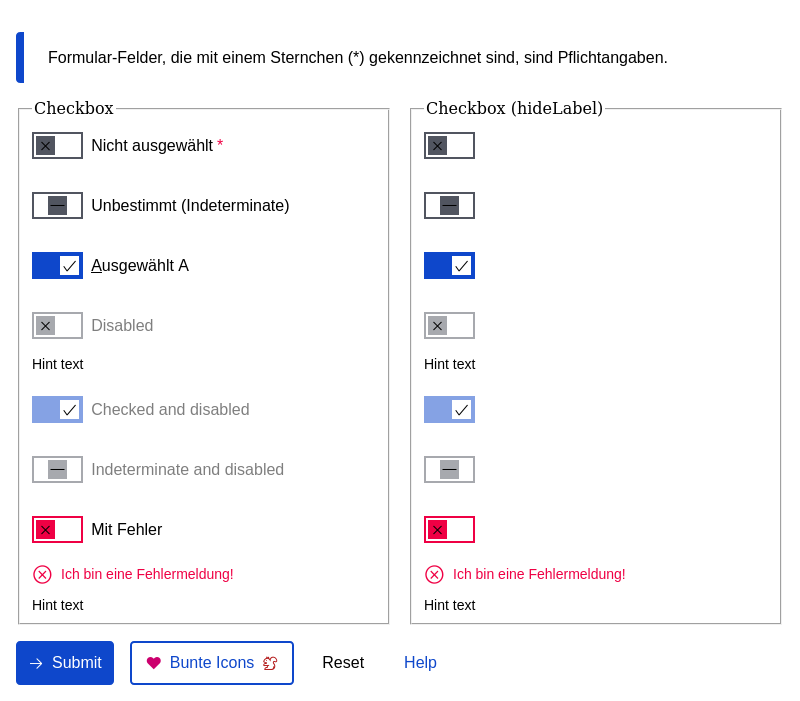 Formular-Felder, die mit einem Sternchen (*) gekennzeichnet sind, sind Pflichtangaben.
Checkbox
Nicht ausgewählt *
Unbestimmt (Indeterminate)
Ausgewählt A
Disabled
Hint text
Checked and disabled
Indeterminate and disabled
Mit Fehler
Ich bin eine Fehlermeldung!
Hint text
Checkbox (hideLabel)
Hint text
Ich bin eine Fehlermeldung!
Hint text
Submit
Bunte Icons
Reset
Help